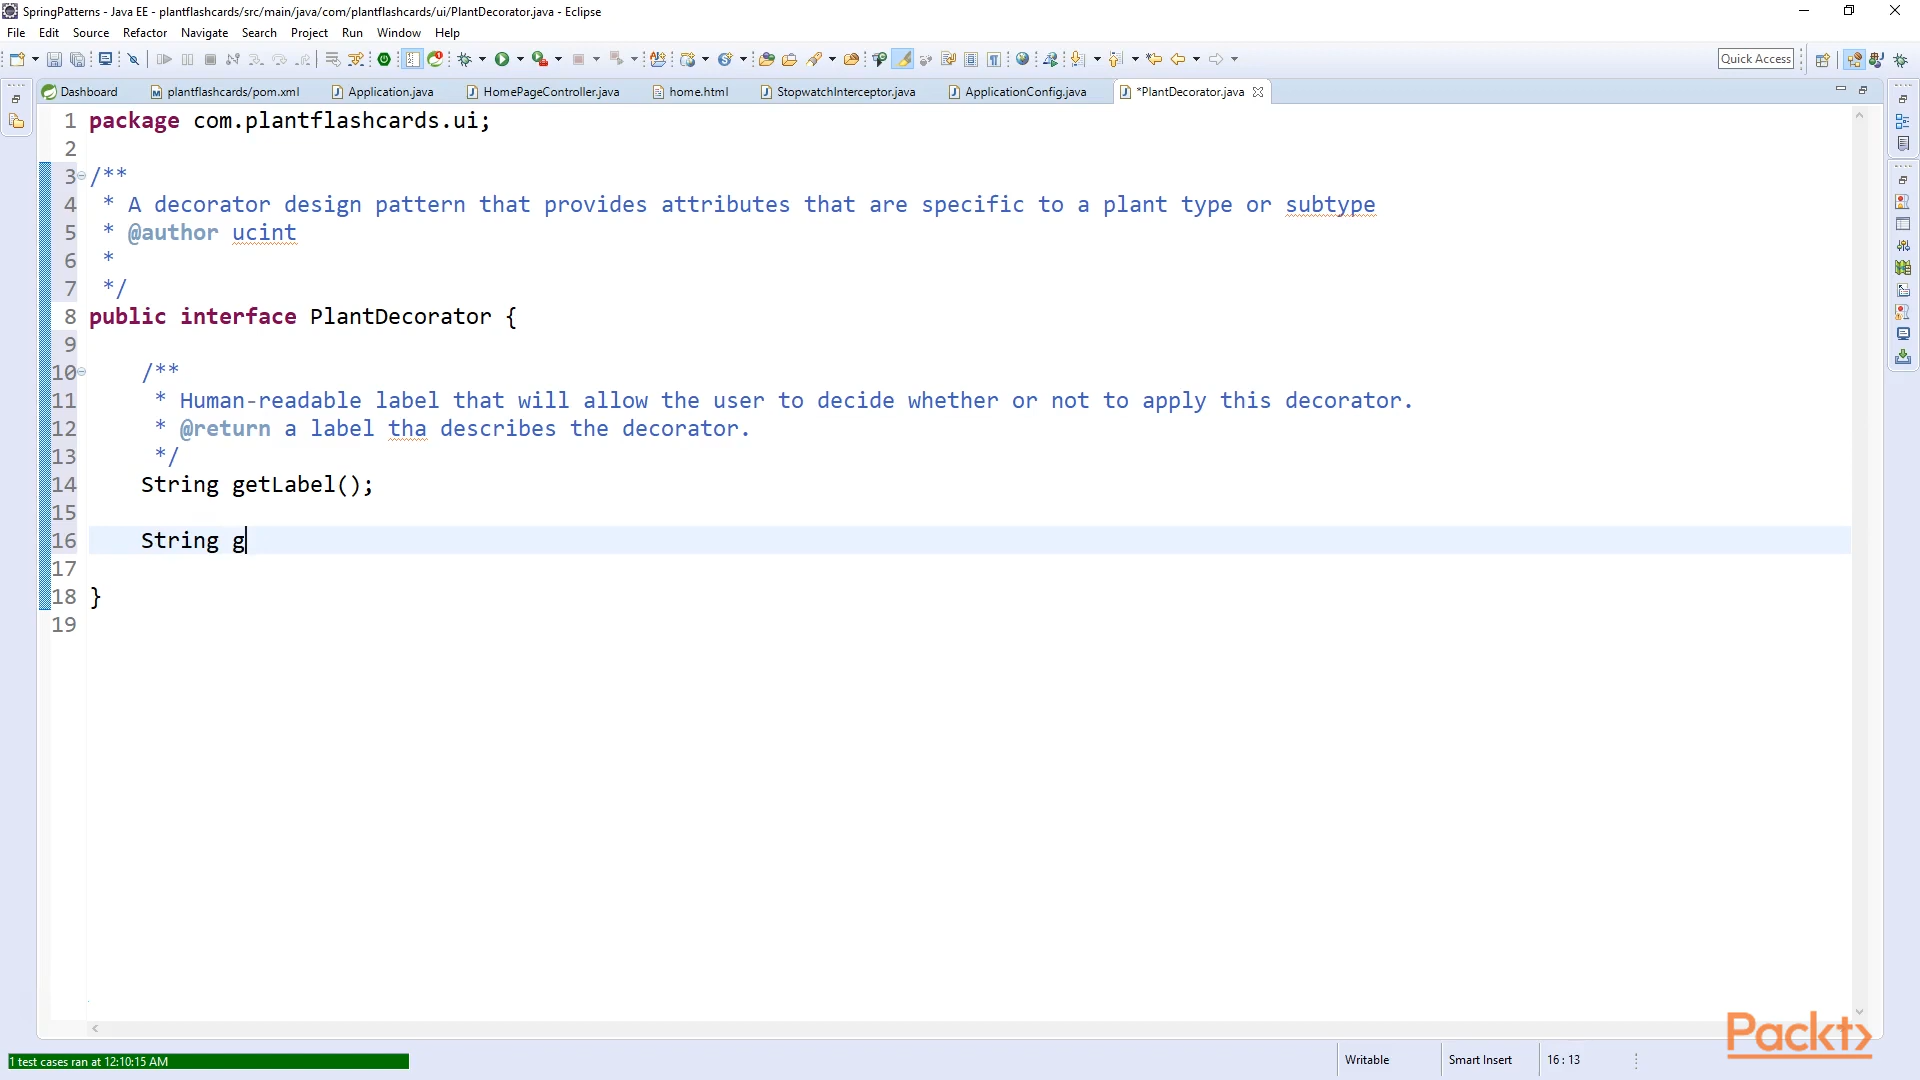 SpringPatterns - Java EE - plantflashcards/src/main/java/com/plantflashcards/ui/PlantDecorator.java - Eclipse
File Edit Source Refactor Navigate Search Project Run Window Help
Quick Access
Dashboard plantflashcards/pom.xml Application.java HomePageController.java home.html StopwatchInterceptor.java ApplicationConfig.java *PlantDecorator.java
1 package com.plantflashcards.ui;
2
3 /**
4 * A decorator design pattern that provides attributes that are specific to a plant type or subtype
5 * @author ucint
6 *
7 */
8 public interface PlantDecorator {
9
10 /**
11 * Human-readable label that will allow the user to decide whether or not to apply this decorator.
12 * @return a label tha describes the decorator.
13 */
14 String getLabel();
15
16 String g
17
18 }
19
Packt>
1 test cases ran at 12:10:15 AM
Writable Smart Insert 16 : 13